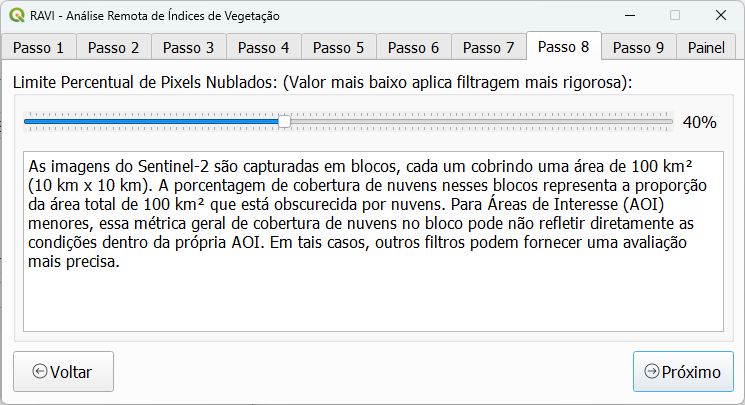 RAVI - Análise Remota de Índices de Vegetação
Passo 1 Passo 2 Passo 3 Passo 4 Passo 5 Passo 6 Passo 7 Passo 8 Passo 9 Painel
Limite Percentual de Pixels Nublados: (Valor mais baixo aplica filtragem mais rigorosa):
40%
As imagens do Sentinel-2 são capturadas em blocos, cada um cobrindo uma área de 100 km²
(10 km x 10 km). A porcentagem de cobertura de nuvens nesses blocos representa a proporção
da área total de 100 km² que está obscurecida por nuvens. Para Áreas de Interesse (AOI)
menores, essa métrica geral de cobertura de nuvens no bloco pode não refletir diretamente as
condições dentro da própria AOI. Em tais casos, outros filtros podem fornecer uma avaliação
mais precisa.
Voltar
Próximo